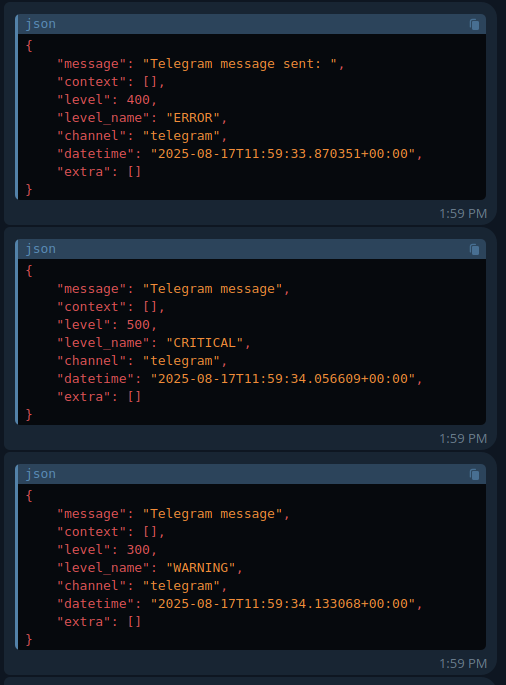 json
{
    "message": "Telegram message sent: ",
    "context": [],
    "level": 400,
    "level_name": "ERROR",
    "channel": "telegram",
    "datetime": "2025-08-17T11:59:33.870351+00:00",
    "extra": []
}
1:59 PM
json
{
    "message": "Telegram message",
    "context": [],
    "level": 500,
    "level_name": "CRITICAL",
    "channel": "telegram",
    "datetime": "2025-08-17T11:59:34.056609+00:00",
    "extra": []
}
1:59 PM
json
{
    "message": "Telegram message",
    "context": [],
    "level": 300,
    "level_name": "WARNING",
    "channel": "telegram",
    "datetime": "2025-08-17T11:59:34.133068+00:00",
    "extra": []
}
1:59 PM